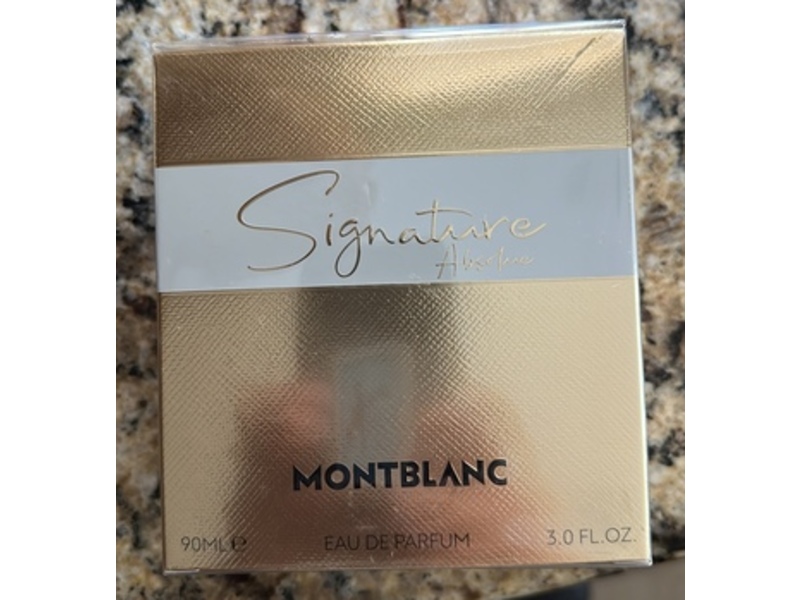 Signature
Absolue
MONTBLANC
90ML℮ EAU DE PARFUM 3.0 FL.OZ.